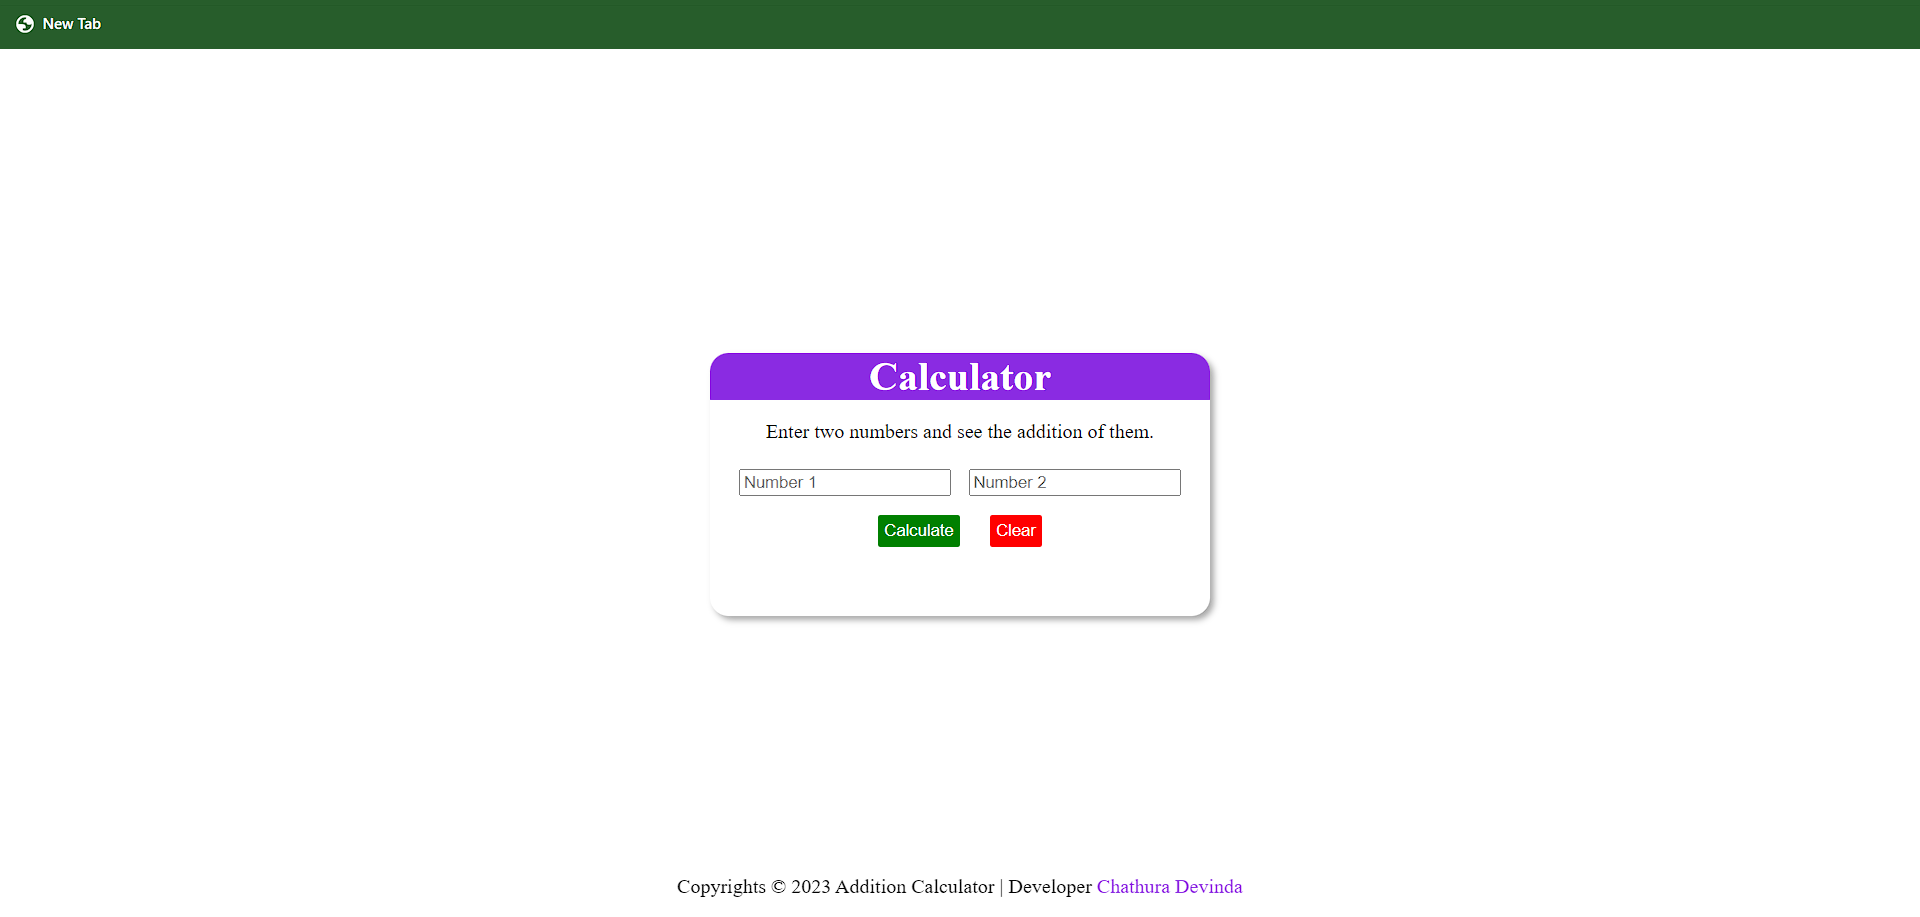 New Tab
Calculator
Enter two numbers and see the addition of them.
Number 1 Number 2
Calculate Clear
Copyrights © 2023 Addition Calculator | Developer Chathura Devinda